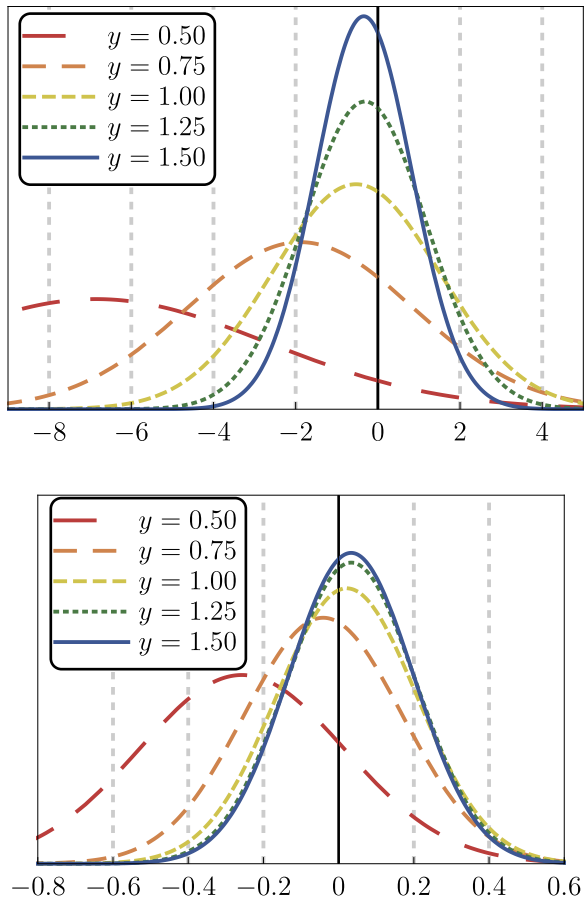 y = 0.50
y = 0.75
y = 1.00
y = 1.25
y = 1.50
−8 −6 −4 −2 0 2 4
y = 0.50
y = 0.75
y = 1.00
y = 1.25
y = 1.50
−0.8 −0.6 −0.4 −0.2 0 0.2 0.4 0.6